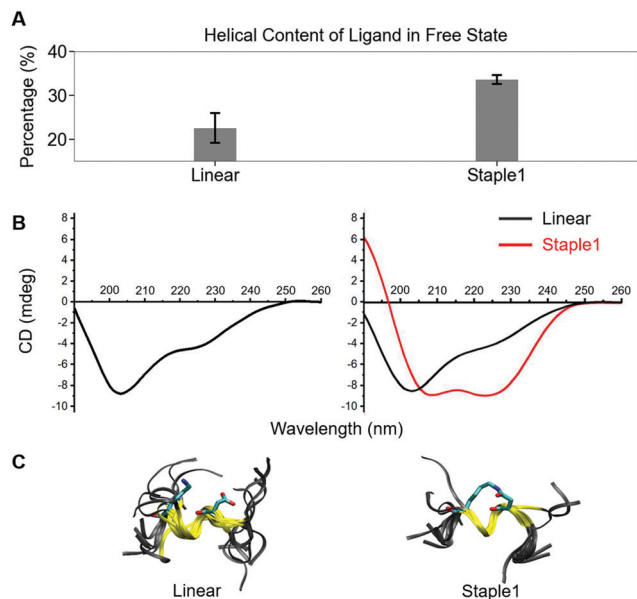 A
Helical Content of Ligand in Free State
Percentage (%)
40
30
20
Linear
Staple1
B
CD (mdeg)
8
6
4
2
0
-2
-4
-6
-8
-10
200 210 220 230 240 250 260
8
6
4
2
0
-2
-4
-6
-8
-10
200 210 220 230 240 250 260
Linear
Staple1
Wavelength (nm)
C
Linear
Staple1